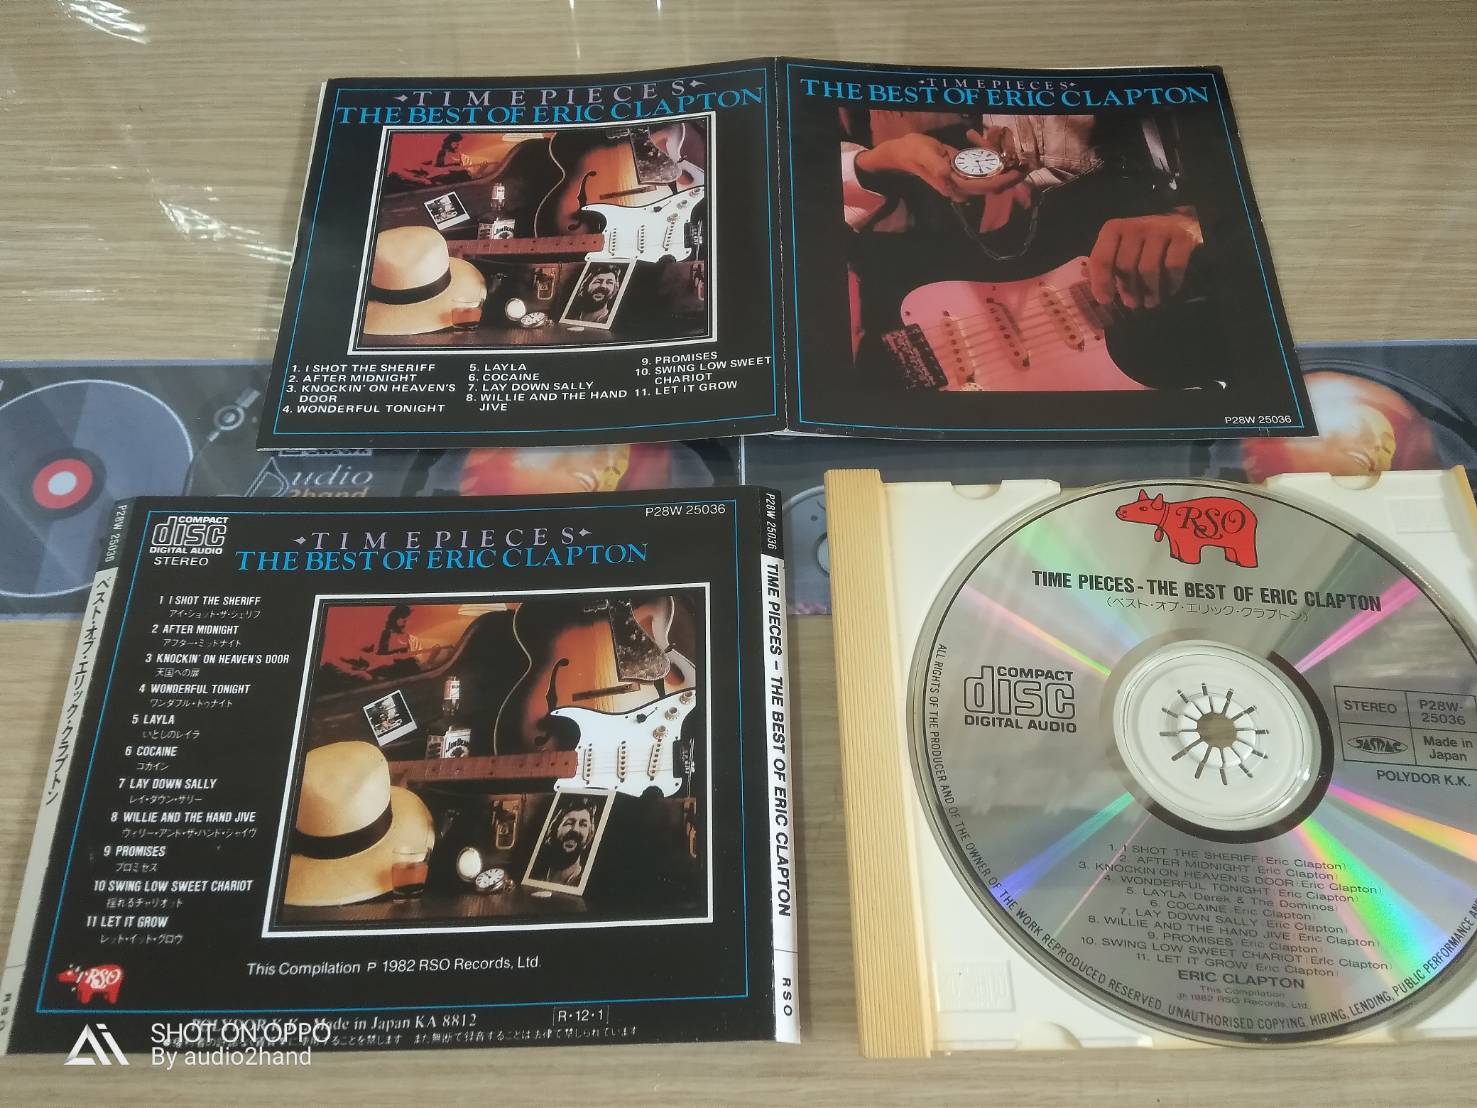 TIMEPIECES
THE BEST OF ERIC CLAPTON
1. I SHOT THE SHERIFF
2. AFTER MIDNIGHT
3. KNOCKIN' ON HEAVEN'S
DOOR
4. WONDERFUL TONIGHT
5. LAYLA
6. COCAINE
7. LAY DOWN SALLY
8. WILLIE AND THE HAND
JIVE
9. PROMISES
10. SWING LOW SWEET
CHARIOT
11. LET IT GROW
TIMEPIECES
THE BEST OF ERIC CLAPTON
P28W 25036
udio
2hand
P28W 25036
ベスト・オブ・エリック・クラプトン
RSO
COMPACT
disc
DIGITAL AUDIO
STEREO
P28W 25036
TIMEPIECES
THE BEST OF ERIC CLAPTON
1 I SHOT THE SHERIFF
アイ・ショット・ザ・シェリフ
2 AFTER MIDNIGHT
アフター・ミッドナイト
3 KNOCKIN' ON HEAVEN'S DOOR
天国への扉
4 WONDERFUL TONIGHT
ワンダフル・トゥナイト
5 LAYLA
いとしのレイラ
6 COCAINE
コカイン
7 LAY DOWN SALLY
レイ・ダウン・サリー
8 WILLIE AND THE HAND JIVE
ウィリー・アンド・ザ・ハンド・ジャイヴ
9 PROMISES
プロミセス
10 SWING LOW SWEET CHARIOT
揺れるチャリオット
11 LET IT GROW
レット・イット・グロウ
RSO
This Compilation P 1982 RSO Records, Ltd.
POLYDOR K.K. Made in Japan KA 8812
R・12・1
P28W 25036
TIME PIECES – THE BEST OF ERIC CLAPTON
RSO
RSO
TIME PIECES - THE BEST OF ERIC CLAPTON
(ベスト・オブ・エリック・クラプトン)
COMPACT
disc
DIGITAL AUDIO
STEREO
P28W-
25036
JASRAC
Made in
Japan
POLYDOR K.K.
1. I SHOT THE SHERIFF (Eric Clapton)
2. AFTER MIDNIGHT (Eric Clapton)
3. KNOCKIN ON HEAVEN'S DOOR (Eric Clapton)
4. WONDERFUL TONIGHT (Eric Clapton)
5. LAYLA (Derek & The Dominos)
6. COCAINE (Eric Clapton)
7. LAY DOWN SALLY (Eric Clapton)
8. WILLIE AND THE HAND JIVE (Eric Clapton)
9. PROMISES (Eric Clapton)
10. SWING LOW SWEET CHARIOT (Eric Clapton)
11. LET IT GROW (Eric Clapton)
ERIC CLAPTON
This Compilation
℗ 1982 RSO Records, Ltd.
ALL RIGHTS OF THE PRODUCER AND OF THE OWNER OF THE WORK REPRODUCED RESERVED. UNAUTHORISED COPYING, HIRING, LENDING, PUBLIC PERFORMANCE AN
SHOT ON OPPO
By audio2hand